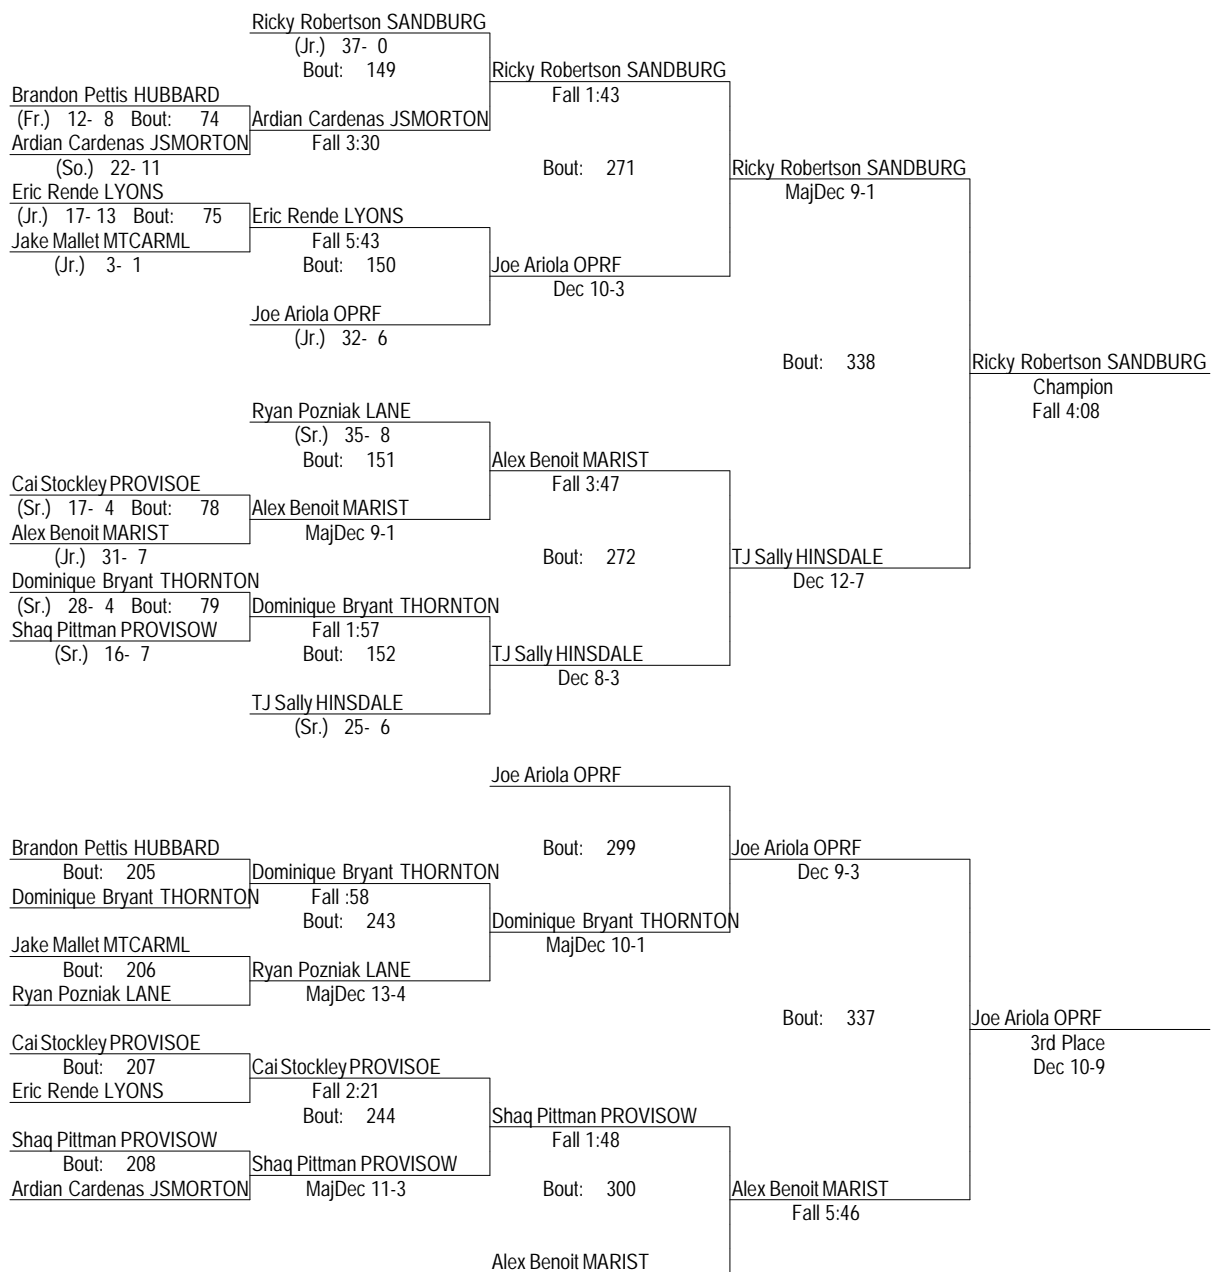 Ricky Robertson SANDBURG
(Jr.) 37- 0
Bout: 149 Ricky Robertson SANDBURG
Brandon Pettis HUBBARD Fall 1:43
(Fr.) 12- 8 Bout: 74 Ardian Cardenas JSMORTON
Ardian Cardenas JSMORTON Fall 3:30
(So.) 22- 11 Bout: 271 Ricky Robertson SANDBURG
Eric Rende LYONS MajDec 9-1
(Jr.) 17- 13 Bout: 75 Eric Rende LYONS
Jake Mallet MTCARML Fall 5:43
(Jr.) 3- 1 Bout: 150 Joe Ariola OPRF
Dec 10-3
Joe Ariola OPRF
(Jr.) 32- 6
Bout: 338 Ricky Robertson SANDBURG
Champion
Ryan Pozniak LANE Fall 4:08
(Sr.) 35- 8
Bout: 151 Alex Benoit MARIST
Cai Stockley PROVISOE Fall 3:47
(Sr.) 17- 4 Bout: 78 Alex Benoit MARIST
Alex Benoit MARIST MajDec 9-1
(Jr.) 31- 7 Bout: 272 TJ Sally HINSDALE
Dominique Bryant THORNTON Dec 12-7
(Sr.) 28- 4 Bout: 79 Dominique Bryant THORNTON
Shaq Pittman PROVISOW Fall 1:57
(Sr.) 16- 7 Bout: 152 TJ Sally HINSDALE
Dec 8-3
TJ Sally HINSDALE
(Sr.) 25- 6
Joe Ariola OPRF
Brandon Pettis HUBBARD Bout: 299 Joe Ariola OPRF
Bout: 205 Dominique Bryant THORNTON Dec 9-3
Dominique Bryant THORNTON Fall :58
Bout: 243 Dominique Bryant THORNTON
Jake Mallet MTCARML MajDec 10-1
Bout: 206 Ryan Pozniak LANE
Ryan Pozniak LANE MajDec 13-4
Bout: 337 Joe Ariola OPRF
Cai Stockley PROVISOE 3rd Place
Bout: 207 Cai Stockley PROVISOE Dec 10-9
Eric Rende LYONS Fall 2:21
Bout: 244 Shaq Pittman PROVISOW
Shaq Pittman PROVISOW Fall 1:48
Bout: 208 Shaq Pittman PROVISOW
Ardian Cardenas JSMORTON MajDec 11-3 Bout: 300 Alex Benoit MARIST
Fall 5:46
Alex Benoit MARIST